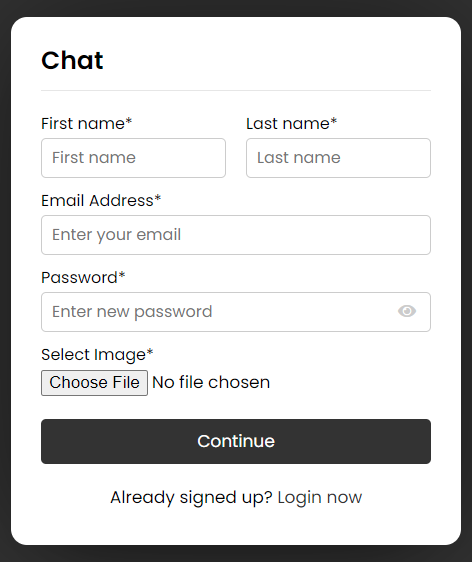 Chat
First name* Last name*
First name Last name
Email Address*
Enter your email
Password*
Enter new password
Select Image*
Choose File No file chosen
Continue
Already signed up? Login now